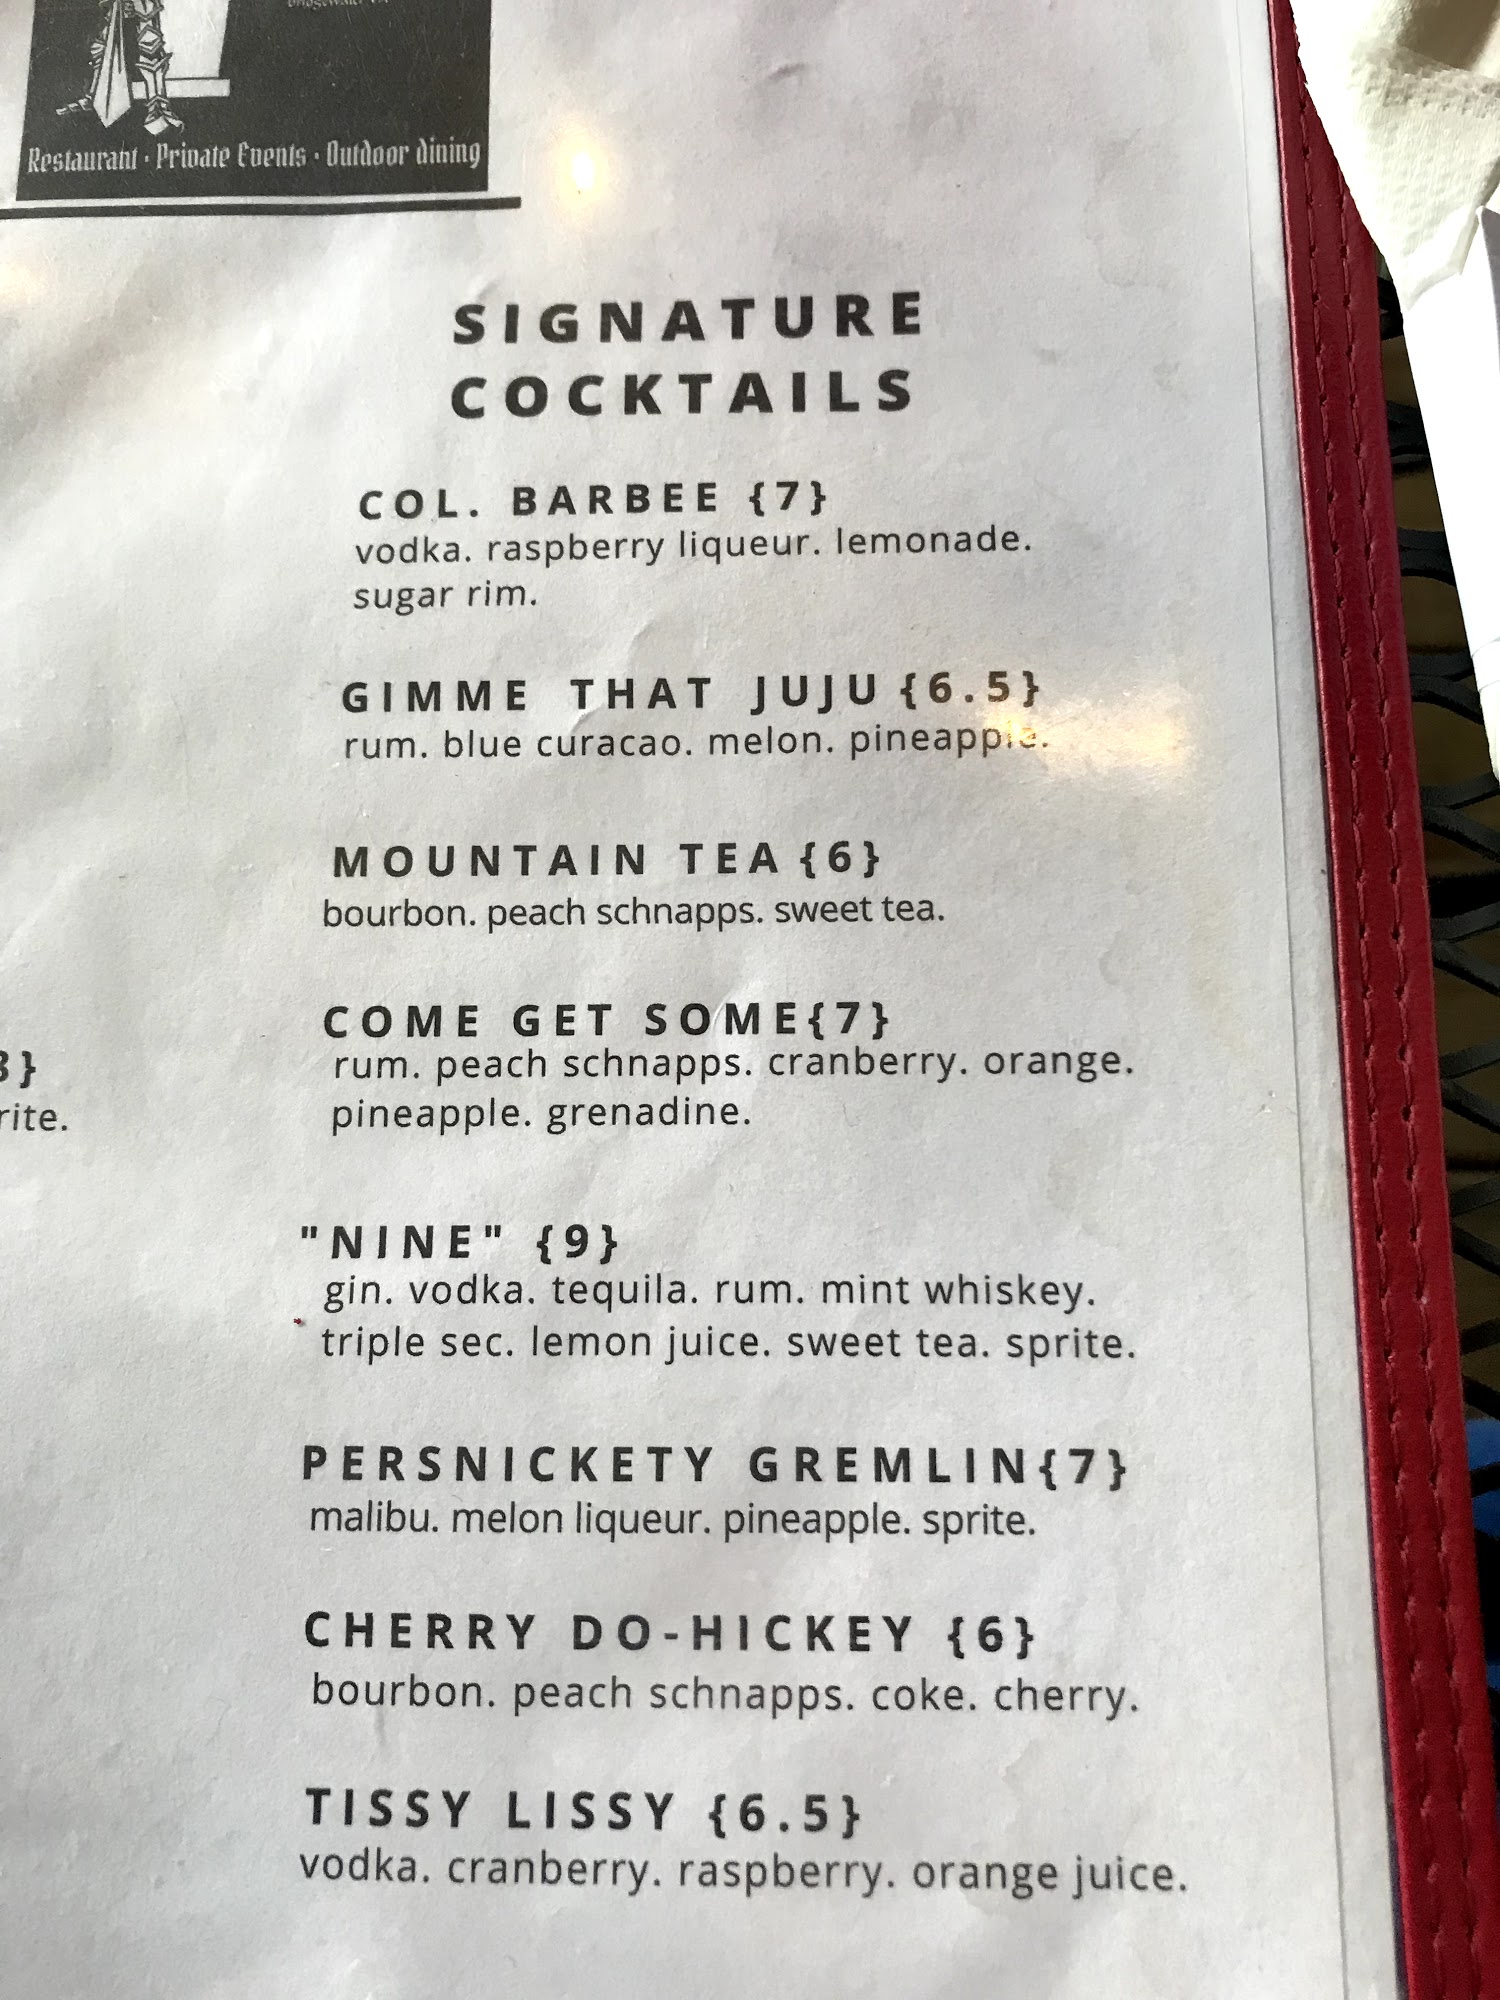 Restaurant · Private Events · Outdoor dining
SIGNATURE
COCKTAILS
COL. BARBEE {7}
vodka. raspberry liqueur. lemonade.
sugar rim.
GIMME THAT JUJU {6.5}
rum. blue curacao. melon. pineapple.
MOUNTAIN TEA {6}
bourbon. peach schnapps. sweet tea.
COME GET SOME{7}
rum. peach schnapps. cranberry. orange.
pineapple. grenadine.
"NINE" {9}
gin. vodka. tequila. rum. mint whiskey.
triple sec. lemon juice. sweet tea. sprite.
PERSNICKETY GREMLIN{7}
malibu. melon liqueur. pineapple. sprite.
CHERRY DO-HICKEY {6}
bourbon. peach schnapps. coke. cherry.
TISSY LISSY {6.5}
vodka. cranberry. raspberry. orange juice.